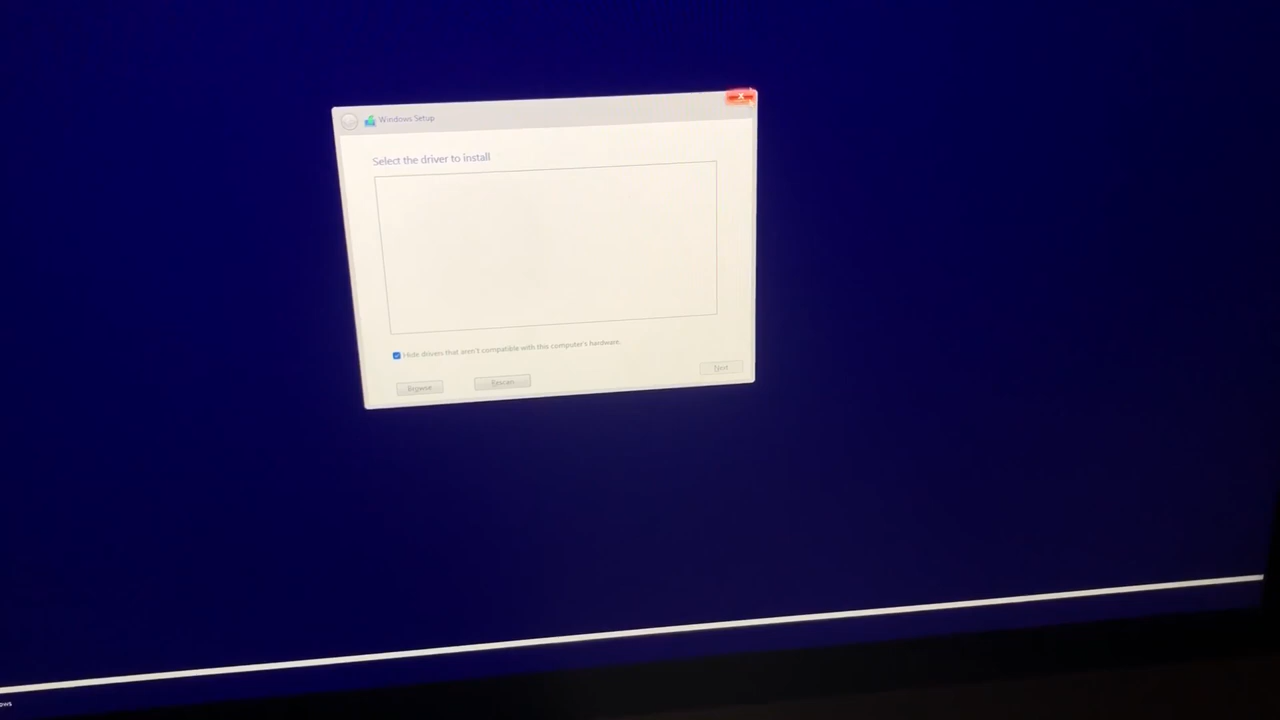 Windows Setup
Select the driver to install
Hide drivers that aren't compatible with this computer's hardware.
Browse
Rescan
Next